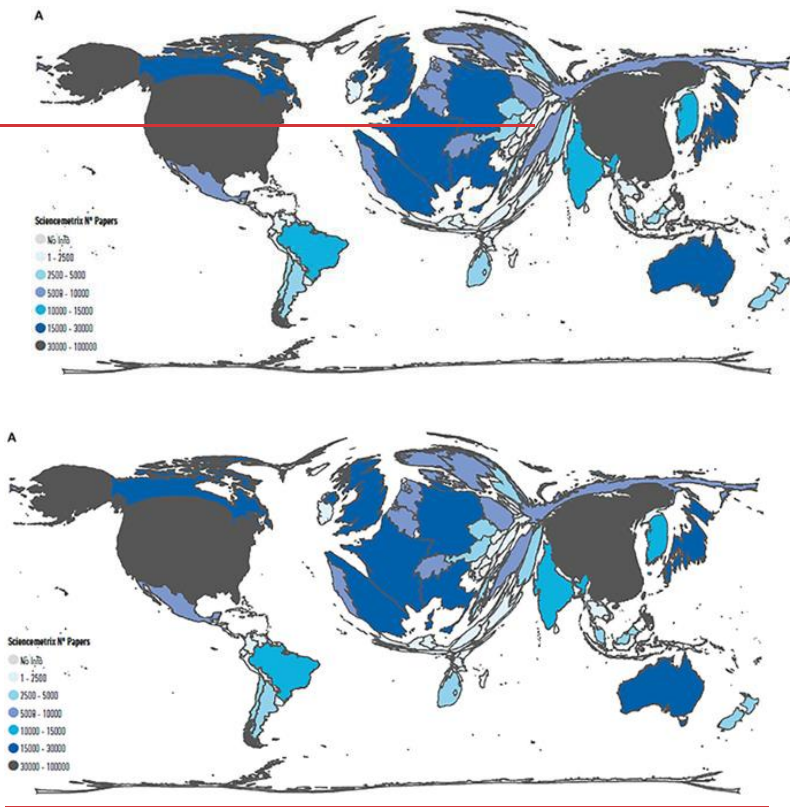 A
Sciencemetrix Nº Papers
No Info
1 - 2500
2500 - 5000
5000 - 10000
10000 - 15000
15000 - 30000
30000 - 100000
A
Sciencemetrix Nº Papers
No Info
1 - 2500
2500 - 5000
5000 - 10000
10000 - 15000
15000 - 30000
30000 - 100000